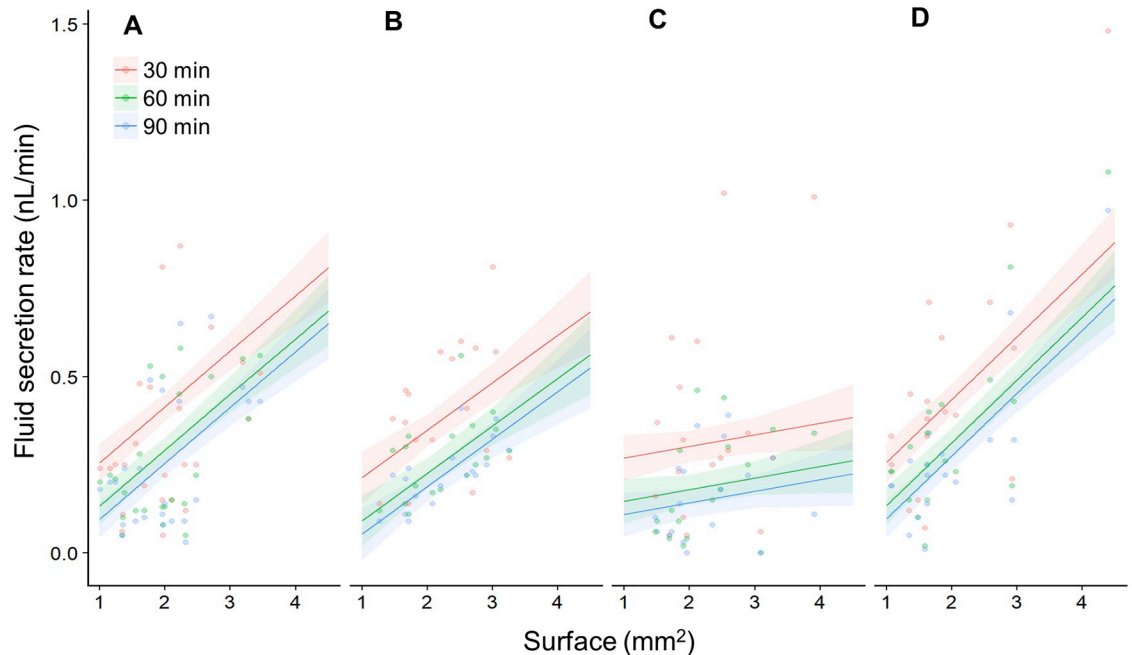 A
B
C
D
30 min
60 min
90 min
Fluid secretion rate (nL/min)
1.5
1.0
0.5
0.0
1 2 3 4
1 2 3 4
1 2 3 4
1 2 3 4
Surface (mm²)